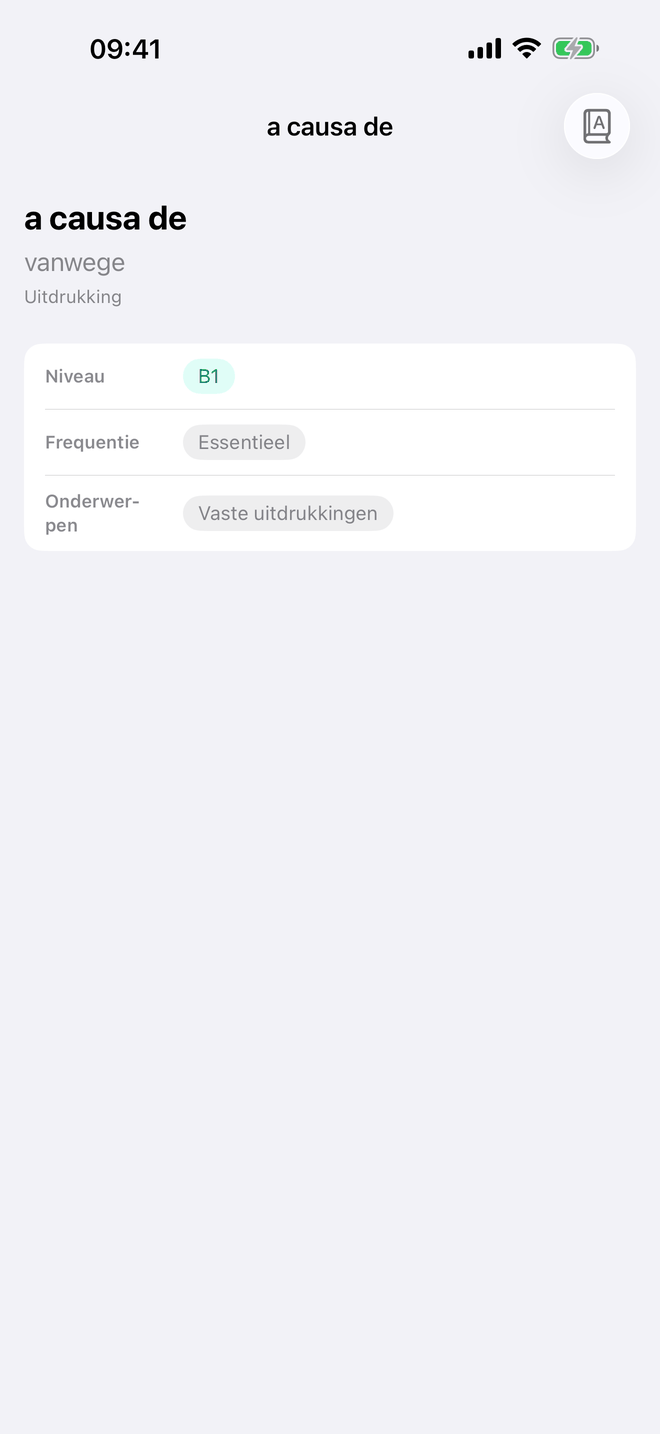 09:41
a causa de
a causa de
vanwege
Uitdrukking
Niveau B1
Frequentie Essentieel
Onderwer-
pen Vaste uitdrukkingen